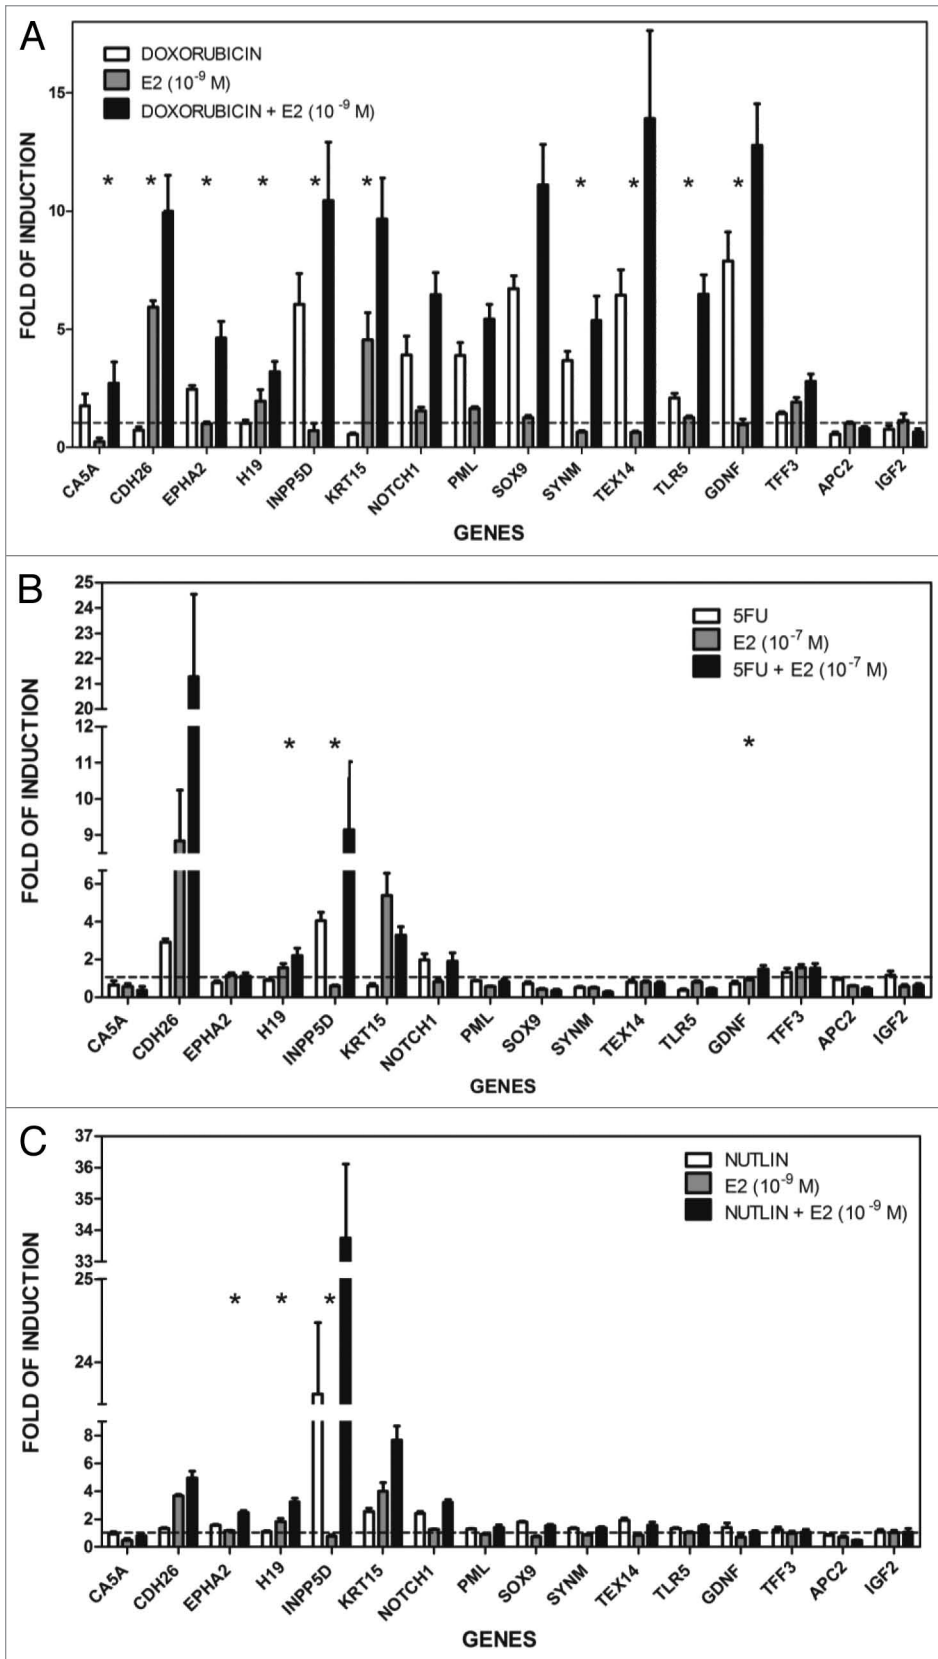 A
DOXORUBICIN
E2 (10-9 M)
DOXORUBICIN + E2 (10 -9 M)
FOLD OF INDUCTION
15
10
5
0
* * * * * * * * * *
CA5A CDH26 EPHA2 H19 INPP5D KRT15 NOTCH1 PML SOX9 SYNM TEX14 TLR5 GDNF TFF3 APC2 IGF2
GENES
B
5FU
E2 (10-7 M)
5FU + E2 (10-7 M)
FOLD OF INDUCTION
25
24
23
22
21
20
12
11
10
9
6
4
2
0
* * *
CA5A CDH26 EPHA2 H19 INPP5D KRT15 NOTCH1 PML SOX9 SYNM TEX14 TLR5 GDNF TFF3 APC2 IGF2
GENES
C
NUTLIN
E2 (10-9 M)
NUTLIN + E2 (10 -9 M)
FOLD OF INDUCTION
37
36
35
34
33
25
24
8
6
4
2
0
* * *
CA5A CDH26 EPHA2 H19 INPP5D KRT15 NOTCH1 PML SOX9 SYNM TEX14 TLR5 GDNF TFF3 APC2 IGF2
GENES